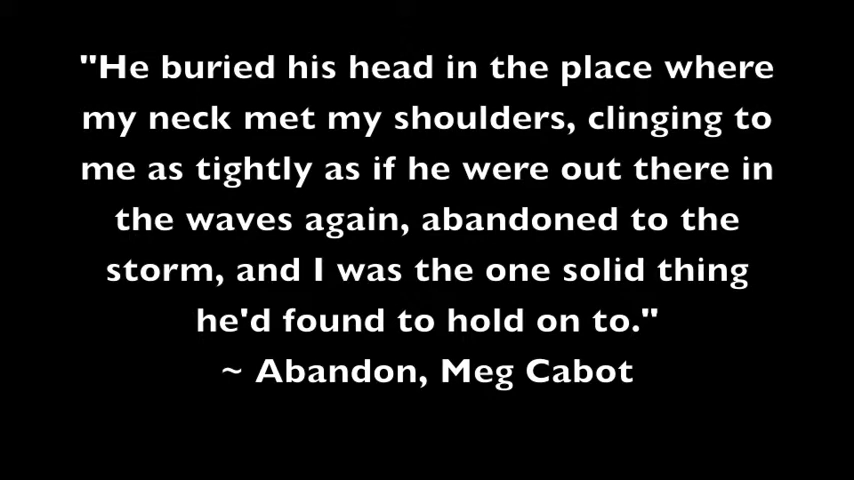 "He buried his head in the place where
my neck met my shoulders, clinging to
me as tightly as if he were out there in
the waves again, abandoned to the
storm, and I was the one solid thing
he'd found to hold on to."
~ Abandon, Meg Cabot